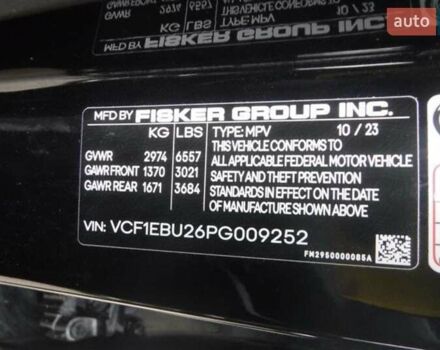 auto
MFD BY FISKER GROUP INC.
KG LBS TYPE: MPV 10 / 23
GVWR 2974 6557 THIS VEHICLE CONFORMS TO
GAWR FRONT 1370 3021 ALL APPLICABLE FEDERAL MOTOR VEHICLE
GAWR REAR 1671 3684 SAFETY AND THEFT PREVENTION
STANDARDS IN EFFECT ON THE DATE OF
MANUFACTURE SHOWN ABOVE.
VIN: VCF1EBU26PG009252
FM2950000085A